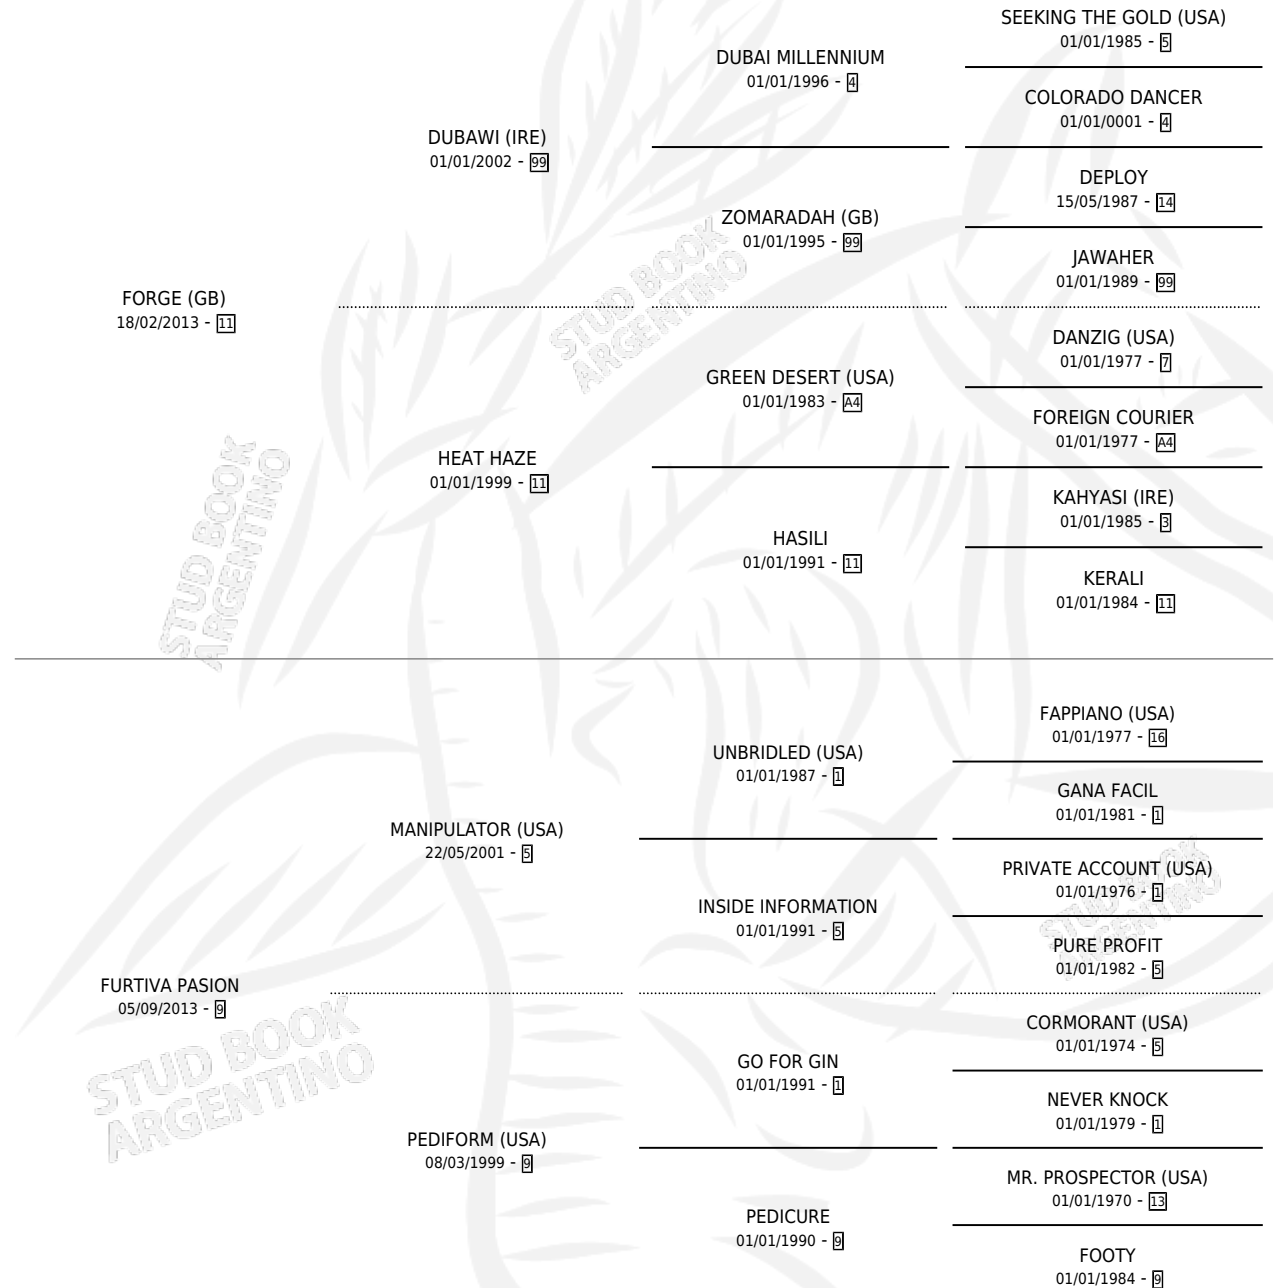 SEEKING THE GOLD (USA)
01/01/1985 - 5
DUBAI MILLENNIUM
01/01/1996 - 4
COLORADO DANCER
01/01/0001 - 4
DUBAWI (IRE)
01/01/2002 - 99
DEPLOY
15/05/1987 - 14
ZOMARADAH (GB)
01/01/1995 - 99
JAWAHER
01/01/1989 - 99
FORGE (GB)
18/02/2013 - 11
DANZIG (USA)
01/01/1977 - 7
GREEN DESERT (USA)
01/01/1983 - A4
FOREIGN COURIER
01/01/1977 - A4
HEAT HAZE
01/01/1999 - 11
KAHYASI (IRE)
01/01/1985 - 3
HASILI
01/01/1991 - 11
KERALI
01/01/1984 - 11
FAPPIANO (USA)
01/01/1977 - 16
UNBRIDLED (USA)
01/01/1987 - 1
GANA FACIL
01/01/1981 - 1
MANIPULATOR (USA)
22/05/2001 - 5
PRIVATE ACCOUNT (USA)
01/01/1976 - 1
INSIDE INFORMATION
01/01/1991 - 5
PURE PROFIT
01/01/1982 - 5
FURTIVA PASION
05/09/2013 - 9
CORMORANT (USA)
01/01/1974 - 5
GO FOR GIN
01/01/1991 - 1
NEVER KNOCK
01/01/1979 - 1
PEDIFORM (USA)
08/03/1999 - 9
MR. PROSPECTOR (USA)
01/01/1970 - 13
PEDICURE
01/01/1990 - 9
FOOTY
01/01/1984 - 9
STUD BOOK
ARGENTINO
STUD BOOK
ARGENTINO
STUD BOOK
ARGENTINO
STUD BOOK
ARGENTINO